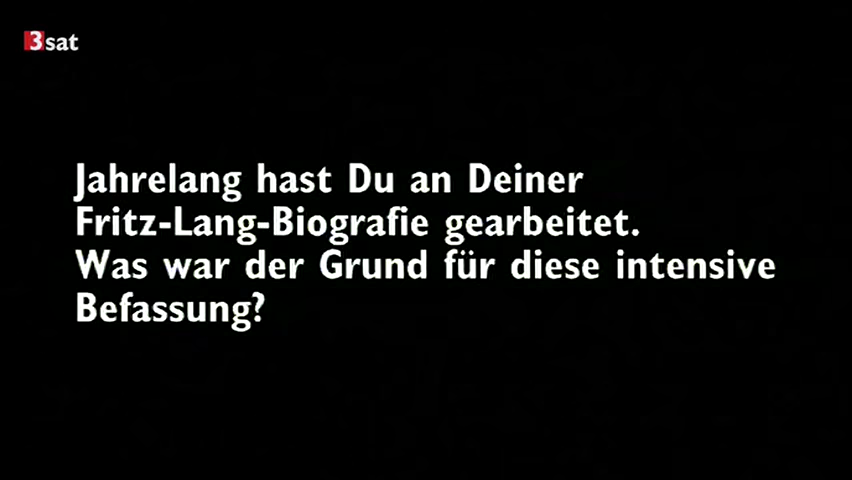 3sat
Jahrelang hast Du an Deiner
Fritz-Lang-Biografie gearbeitet.
Was war der Grund für diese intensive
Befassung?